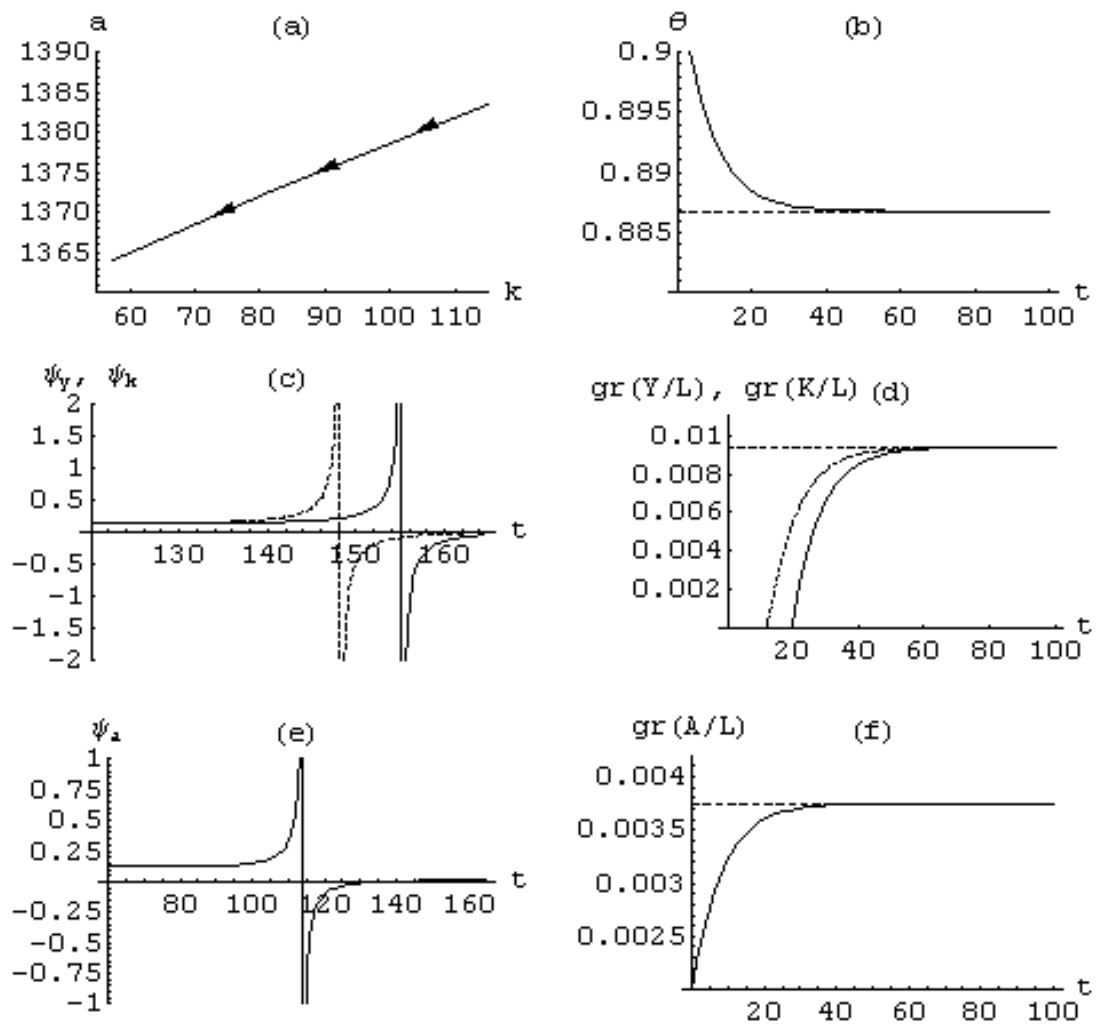 a (a)
1390
1385
1380
1375
1370
1365
60 70 80 90 100 110 k
θ (b)
0.9
0.895
0.89
0.885
20 40 60 80 100 t
ψy, ψk (c)
2
1.5
1
0.5
-0.5
-1
-1.5
-2
130 140 150 160 t
gr(Y/L), gr(K/L) (d)
0.01
0.008
0.006
0.004
0.002
20 40 60 80 100 t
ψa (e)
1
0.75
0.5
0.25
-0.25
-0.5
-0.75
-1
80 100 120 140 160 t
gr(A/L) (f)
0.004
0.0035
0.003
0.0025
20 40 60 80 100 t